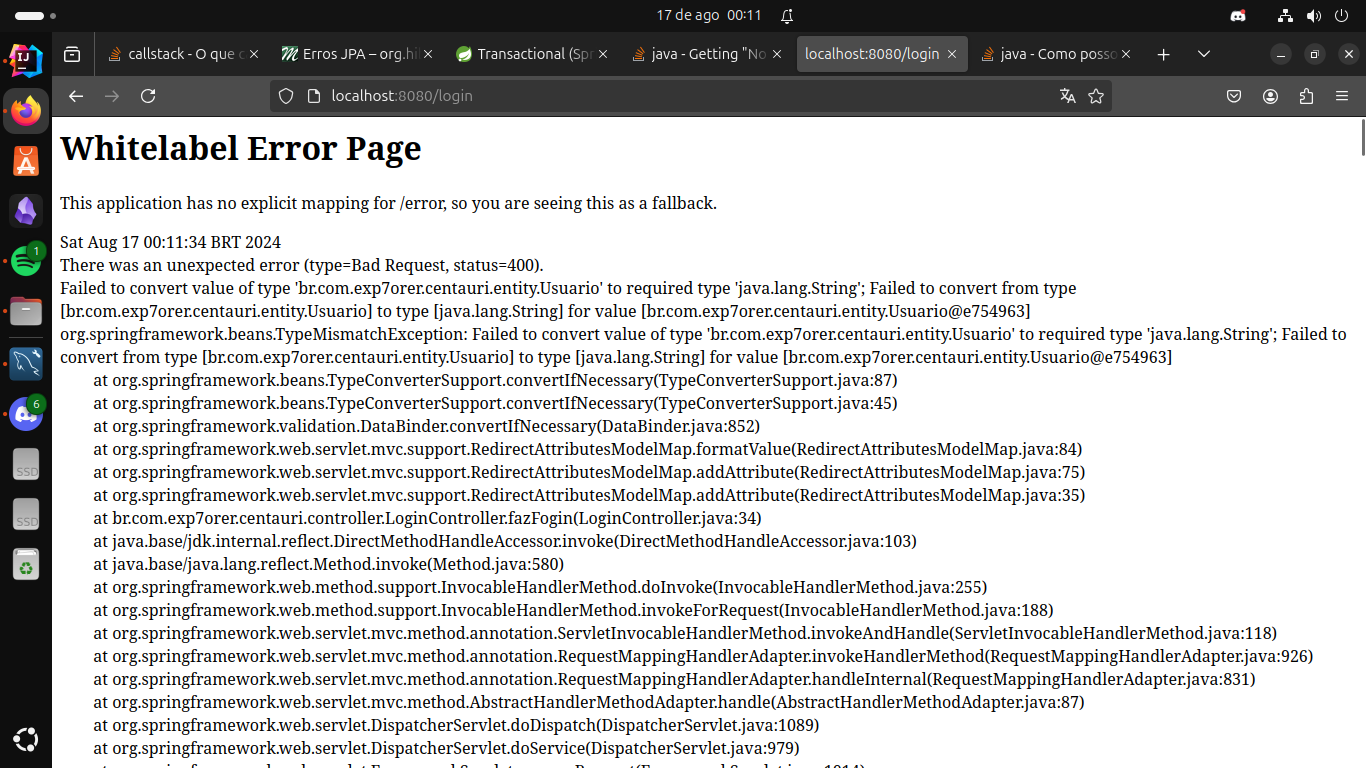 17 de ago 00:11
callstack - O que c
Erros JPA – org.hil
Transactional (Spr
java - Getting "No
localhost:8080/login
java - Como posso
localhost:8080/login
Whitelabel Error Page
This application has no explicit mapping for /error, so you are seeing this as a fallback.
Sat Aug 17 00:11:34 BRT 2024
There was an unexpected error (type=Bad Request, status=400).
Failed to convert value of type 'br.com.exp7orer.centauri.entity.Usuario' to required type 'java.lang.String'; Failed to convert from type
[br.com.exp7orer.centauri.entity.Usuario] to type [java.lang.String] for value [br.com.exp7orer.centauri.entity.Usuario@e754963]
org.springframework.beans.TypeMismatchException: Failed to convert value of type 'br.com.exp7orer.centauri.entity.Usuario' to required type 'java.lang.String'; Failed to
convert from type [br.com.exp7orer.centauri.entity.Usuario] to type [java.lang.String] for value [br.com.exp7orer.centauri.entity.Usuario@e754963]
at org.springframework.beans.TypeConverterSupport.convertIfNecessary(TypeConverterSupport.java:87)
at org.springframework.beans.TypeConverterSupport.convertIfNecessary(TypeConverterSupport.java:45)
at org.springframework.validation.DataBinder.convertIfNecessary(DataBinder.java:852)
at org.springframework.web.servlet.mvc.support.RedirectAttributesModelMap.formatValue(RedirectAttributesModelMap.java:84)
at org.springframework.web.servlet.mvc.support.RedirectAttributesModelMap.addAttribute(RedirectAttributesModelMap.java:75)
at org.springframework.web.servlet.mvc.support.RedirectAttributesModelMap.addAttribute(RedirectAttributesModelMap.java:35)
at br.com.exp7orer.centauri.controller.LoginController.fazFogin(LoginController.java:34)
at java.base/jdk.internal.reflect.DirectMethodHandleAccessor.invoke(DirectMethodHandleAccessor.java:103)
at java.base/java.lang.reflect.Method.invoke(Method.java:580)
at org.springframework.web.method.support.InvocableHandlerMethod.doInvoke(InvocableHandlerMethod.java:255)
at org.springframework.web.method.support.InvocableHandlerMethod.invokeForRequest(InvocableHandlerMethod.java:188)
at org.springframework.web.servlet.mvc.method.annotation.ServletInvocableHandlerMethod.invokeAndHandle(ServletInvocableHandlerMethod.java:118)
at org.springframework.web.servlet.mvc.method.annotation.RequestMappingHandlerAdapter.invokeHandlerMethod(RequestMappingHandlerAdapter.java:926)
at org.springframework.web.servlet.mvc.method.annotation.RequestMappingHandlerAdapter.handleInternal(RequestMappingHandlerAdapter.java:831)
at org.springframework.web.servlet.mvc.method.AbstractHandlerMethodAdapter.handle(AbstractHandlerMethodAdapter.java:87)
at org.springframework.web.servlet.DispatcherServlet.doDispatch(DispatcherServlet.java:1089)
at org.springframework.web.servlet.DispatcherServlet.doService(DispatcherServlet.java:979)
IJ
1
6
SSD
SSD